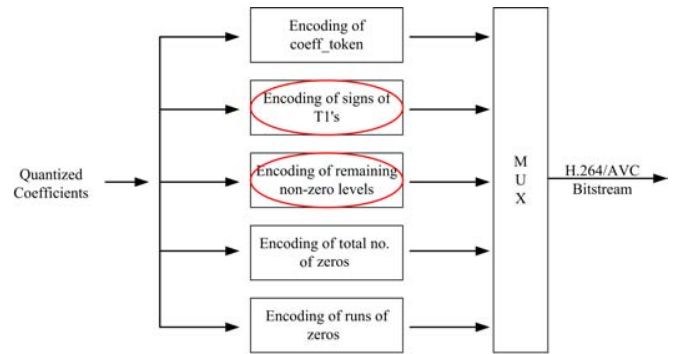 Encoding of
coeff_token
Encoding of signs of
T1's
Quantized
Coefficients
Encoding of remaining
non-zero levels
Encoding of total no.
of zeros
Encoding of runs of
zeros
M
U
X
H.264/AVC
Bitstream